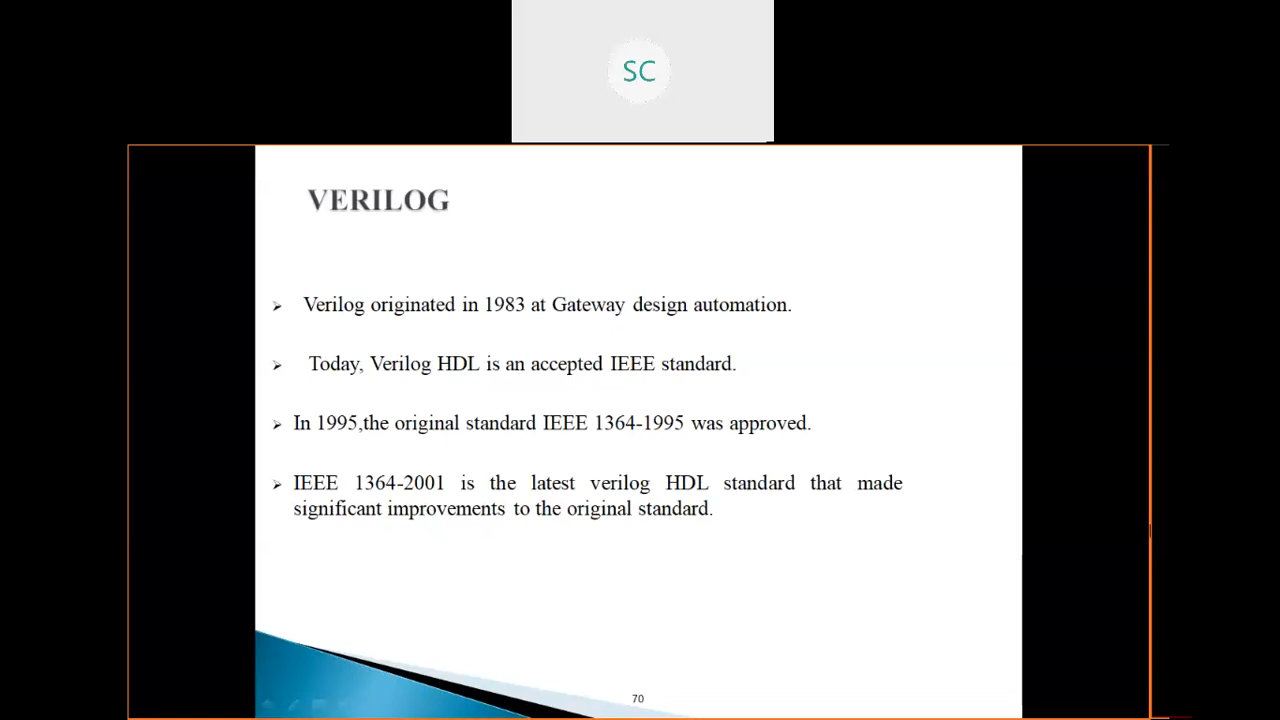 SC
VERILOG
➢ Verilog originated in 1983 at Gateway design automation.
➢ Today, Verilog HDL is an accepted IEEE standard.
➢ In 1995,the original standard IEEE 1364-1995 was approved.
➢ IEEE 1364-2001 is the latest verilog HDL standard that made
significant improvements to the original standard.
70